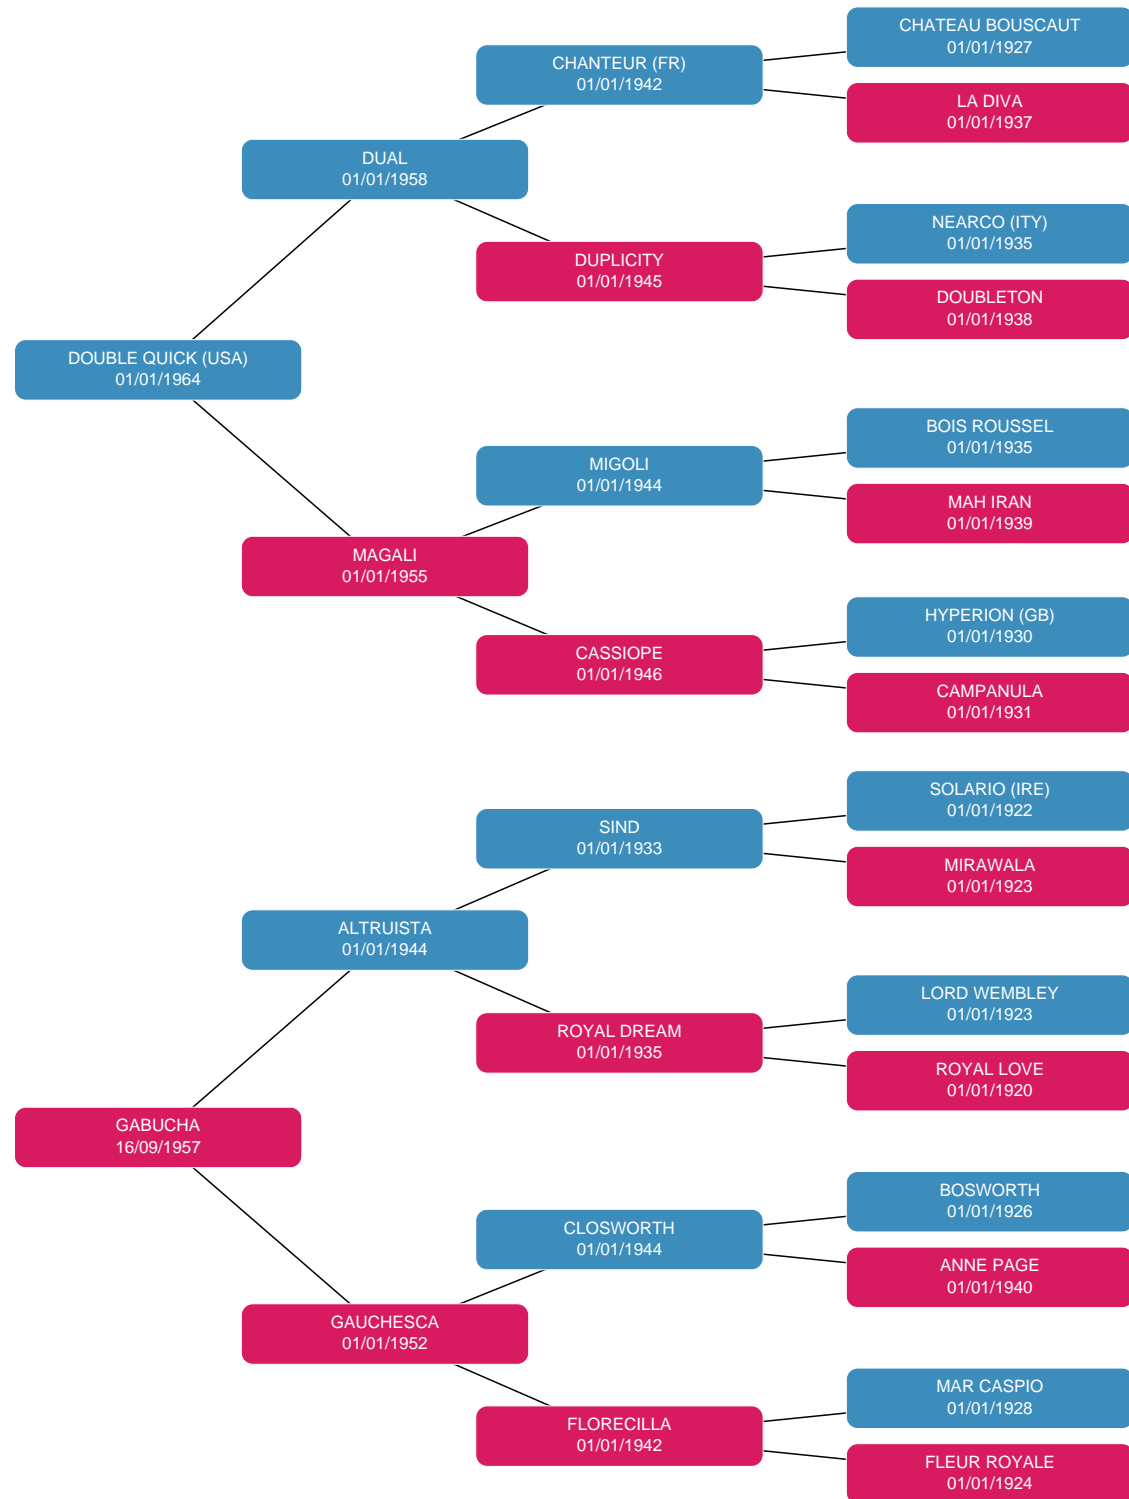 CHATEAU BOUSCAUT
01/01/1927
CHANTEUR (FR)
01/01/1942
LA DIVA
01/01/1937
DUAL
01/01/1958
NEARCO (ITY)
01/01/1935
DUPLICITY
01/01/1945
DOUBLETON
01/01/1938
DOUBLE QUICK (USA)
01/01/1964
BOIS ROUSSEL
01/01/1935
MIGOLI
01/01/1944
MAH IRAN
01/01/1939
MAGALI
01/01/1955
HYPERION (GB)
01/01/1930
CASSIOPE
01/01/1946
CAMPANULA
01/01/1931
SOLARIO (IRE)
01/01/1922
SIND
01/01/1933
MIRAWALA
01/01/1923
ALTRUISTA
01/01/1944
LORD WEMBLEY
01/01/1923
ROYAL DREAM
01/01/1935
ROYAL LOVE
01/01/1920
GABUCHA
16/09/1957
BOSWORTH
01/01/1926
CLOSWORTH
01/01/1944
ANNE PAGE
01/01/1940
GAUCHESCA
01/01/1952
MAR CASPIO
01/01/1928
FLORECILLA
01/01/1942
FLEUR ROYALE
01/01/1924